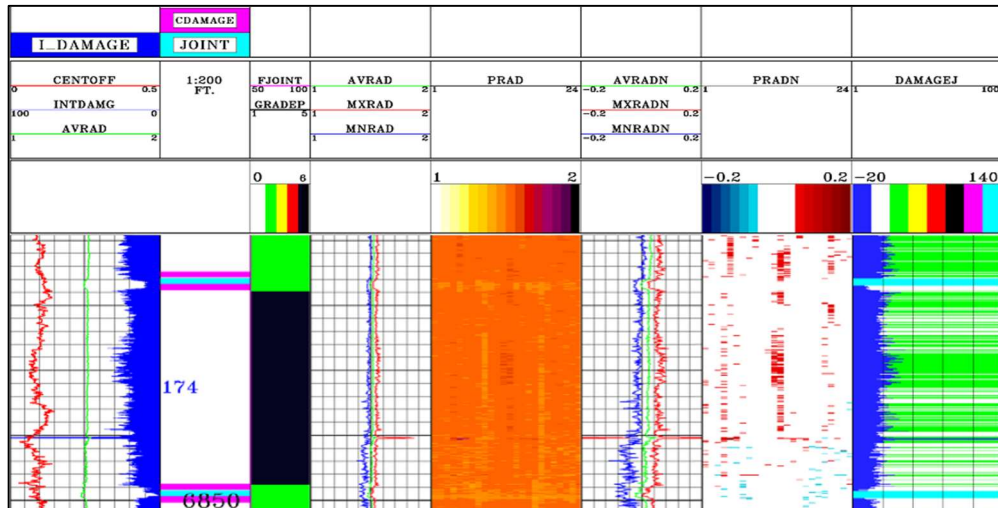 CDAMAGE
I_DAMAGE JOINT
CENTOFF 1:200 FJOINT AVRAD PRAD AVRADN PRADN DAMAGEJ
0 0.5 FT. 50 100 1 2 1 24 -0.2 0.2 1 24 1 100
INTDAMG GRADEP MXRAD MXRADN
100 0 1 5 1 2 -0.2 0.2
AVRAD MNRAD MNRADN
1 2 1 2 -0.2 0.2
0 6 1 2 -0.2 0.2 -20 140
174
6850